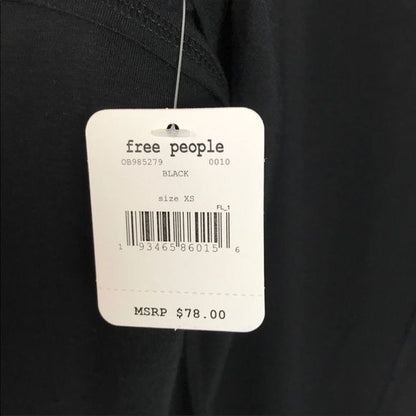 free people
OB985279 0010
BLACK
size XS
FL_1
1 93465 86015 6
MSRP $78.00